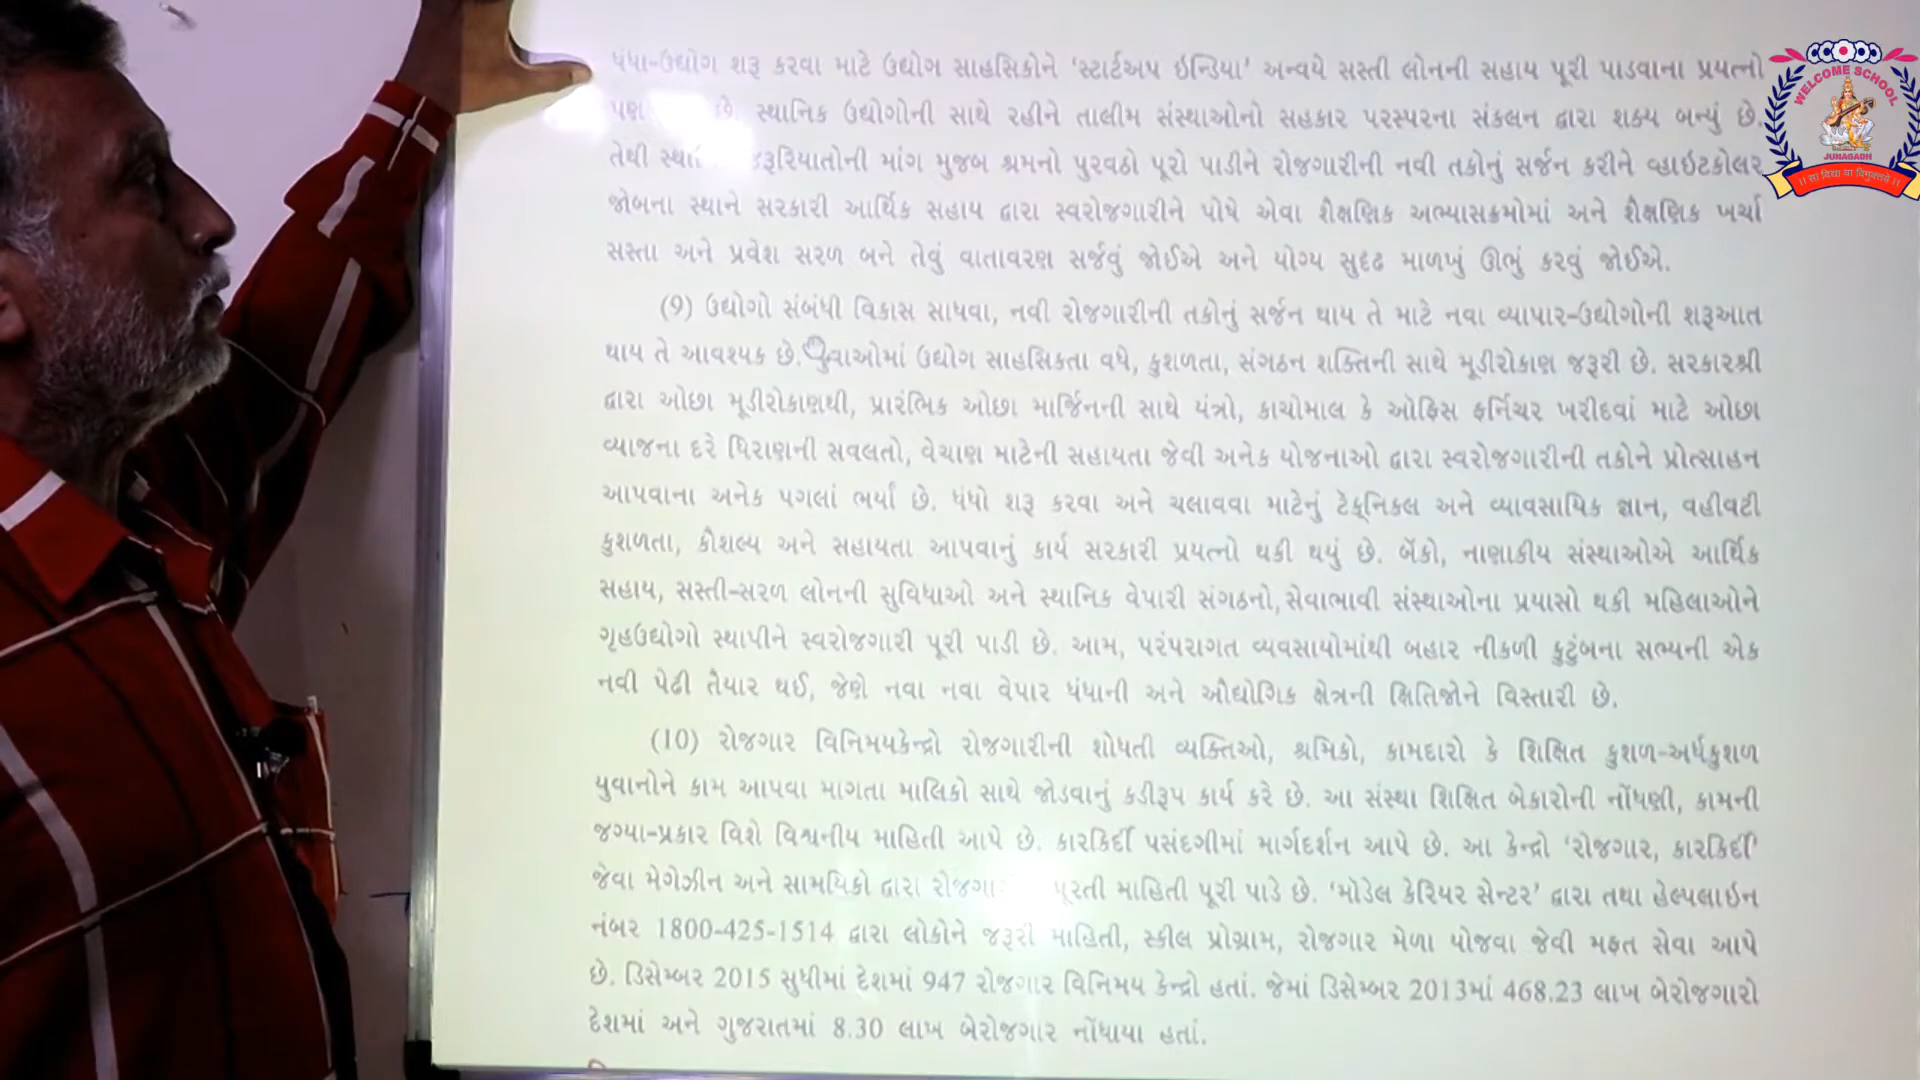 ધંધા-ઉદ્યોગ શરૂ કરવા માટે ઉદ્યોગ સાહસિકોને ‘સ્ટાર્ટઅપ ઇન્ડિયા’ અન્વયે સસ્તી લોનની સહાય પૂરી પાડવાના પ્રયત્નો
પણ છે. સ્થાનિક ઉદ્યોગોની સાથે રહીને તાલીમ સંસ્થાઓનો સહકાર પરસ્પરના સંકલન દ્વારા શક્ય બન્યું છે.
તેથી જરૂરિયાતોની માંગ મુજબ શ્રમનો પુરવઠો પૂરો પાડીને રોજગારીની નવી તકોનું સર્જન કરીને વ્હાઇટકોલર
જોબના સ્થાને સરકારી આર્થિક સહાય દ્વારા સ્વરોજગારીને પોષે એવા શૈક્ષણિક અભ્યાસક્રમોમાં અને શૈક્ષણિક ખર્ચા
સસ્તા અને પ્રવેશ સરળ બને તેવું વાતાવરણ સર્જવું જોઈએ અને યોગ્ય સુદૃઢ માળખું ઊભું કરવું જોઈએ.
(9) ઉદ્યોગો સંબંધી વિકાસ સાધવા, નવી રોજગારીની તકોનું સર્જન થાય તે માટે નવા વ્યાપાર-ઉદ્યોગોની શરૂઆત
થાય તે આવશ્યક છે. યુવાઓમાં ઉદ્યોગ સાહસિકતા વધે, કુશળતા, સંગઠન શક્તિની સાથે મૂડીરોકાણ જરૂરી છે. સરકારશ્રી
દ્વારા ઓછા મૂડીરોકાણથી, પ્રારંભિક ઓછા માર્જિનની સાથે યંત્રો, કાચોમાલ કે ઑફિસ ફર્નિચર ખરીદવાં માટે ઓછા
વ્યાજના દરે ધિરાણની સવલતો, વેચાણ માટેની સહાયતા જેવી અનેક યોજનાઓ દ્વારા સ્વરોજગારીની તકોને પ્રોત્સાહન
આપવાના અનેક પગલાં ભર્યાં છે. ધંધો શરૂ કરવા અને ચલાવવા માટેનું ટેક્નિકલ અને વ્યાવસાયિક જ્ઞાન, વહીવટી
કુશળતા, કૌશલ્ય અને સહાયતા આપવાનું કાર્ય સરકારી પ્રયત્નો થકી થયું છે. બૅંકો, નાણાકીય સંસ્થાઓએ આર્થિક
સહાય, સસ્તી-સરળ લોનની સુવિધાઓ અને સ્થાનિક વેપારી સંગઠનો, સેવાભાવી સંસ્થાઓના પ્રયાસો થકી મહિલાઓને
ગૃહઉદ્યોગો સ્થાપીને સ્વરોજગારી પૂરી પાડી છે. આમ, પરંપરાગત વ્યવસાયોમાંથી બહાર નીકળી કુટુંબના સભ્યની એક
નવી પેઢી તૈયાર થઈ, જેણે નવા નવા વેપાર ધંધાની અને ઔદ્યોગિક ક્ષેત્રની ક્ષિતિજોને વિસ્તારી છે.
(10) રોજગાર વિનિમયકેન્દ્રો રોજગારીની શોધતી વ્યક્તિઓ, શ્રમિકો, કામદારો કે શિક્ષિત કુશળ-અર્ધકુશળ
યુવાનોને કામ આપવા માગતા માલિકો સાથે જોડવાનું કડીરૂપ કાર્ય કરે છે. આ સંસ્થા શિક્ષિત બેકારોની નોંધણી, કામની
જગ્યા-પ્રકાર વિશે વિશ્વનીય માહિતી આપે છે. કારકિર્દી પસંદગીમાં માર્ગદર્શન આપે છે. આ કેન્દ્રો ‘રોજગાર, કારકિર્દી’
જેવા મેગેઝીન અને સામયિકો દ્વારા પૂરતી માહિતી પૂરી પાડે છે. ‘મૉડેલ કેરિયર સેન્ટર’ દ્વારા તથા હેલ્પલાઇન
નંબર 1800-425-1514 દ્વારા લોકોને જરૂરી માહિતી, સ્કીલ પ્રોગ્રામ, રોજગાર મેળા યોજવા જેવી મફત સેવા આપે
છે. ડિસેમ્બર 2015 સુધીમાં દેશમાં 947 રોજગાર વિનિમય કેન્દ્રો હતાં. જેમાં ડિસેમ્બર 2013માં 468.23 લાખ બેરોજગારો
દેશમાં અને ગુજરાતમાં 8.30 લાખ બેરોજગાર નોંધાયા હતાં.
WELCOME SCHOOL
JUNAGADH
॥ सा विद्या या विमुक्तये ॥